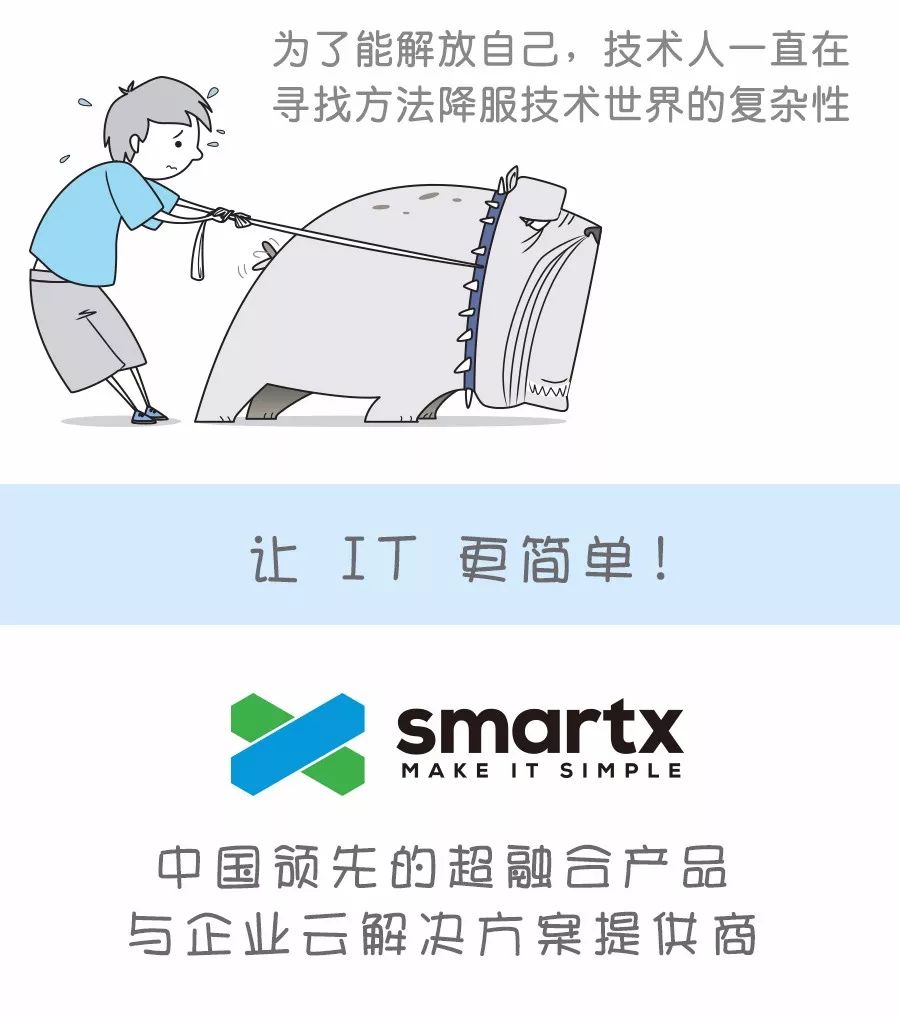 为了能解放自己，技术人一直在
寻找方法降服技术世界的复杂性
让 IT 更简单！
smartx
MAKE IT SIMPLE
中国领先的超融合产品
与企业云解决方案提供商